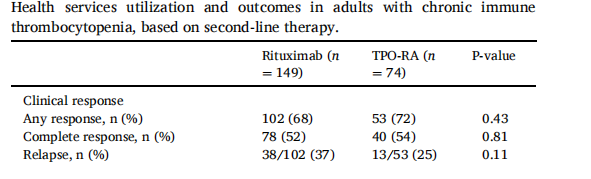 Health services utilization and outcomes in adults with chronic immune
thrombocytopenia, based on second-line therapy.
Rituximab (n TPO-RA (n P-value
= 149) = 74)
Clinical response
Any response, n (%) 102 (68) 53 (72) 0.43
Complete response, n (%) 78 (52) 40 (54) 0.81
Relapse, n (%) 38/102 (37) 13/53 (25) 0.11